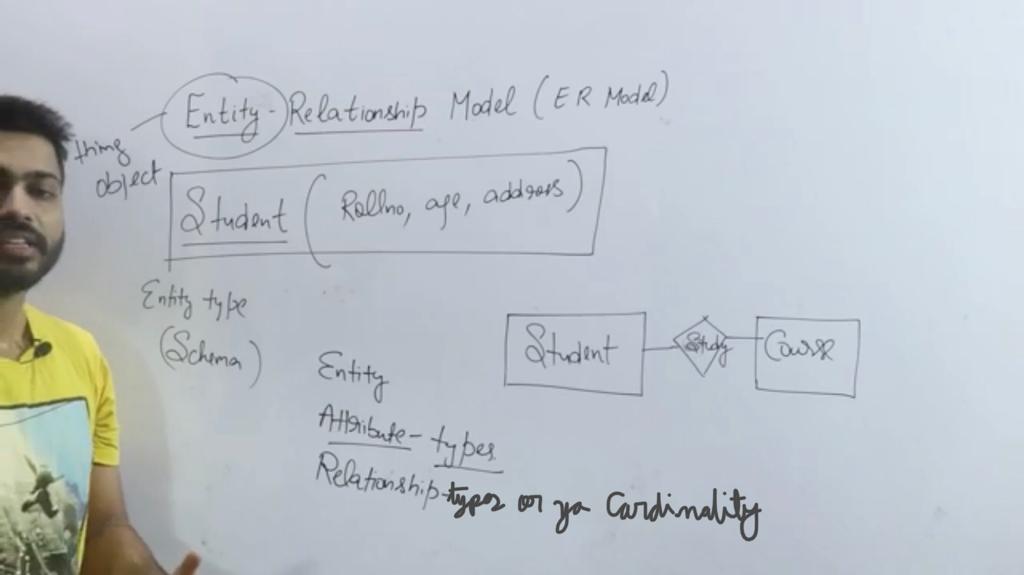 Entity - Relationship Model (ER Model)
thing
object
Student (Rollno, age, address)
Entity type
(Schema)
Student
Study
Course
Entity
Attribute - types
Relationship - types or ya Cardinality